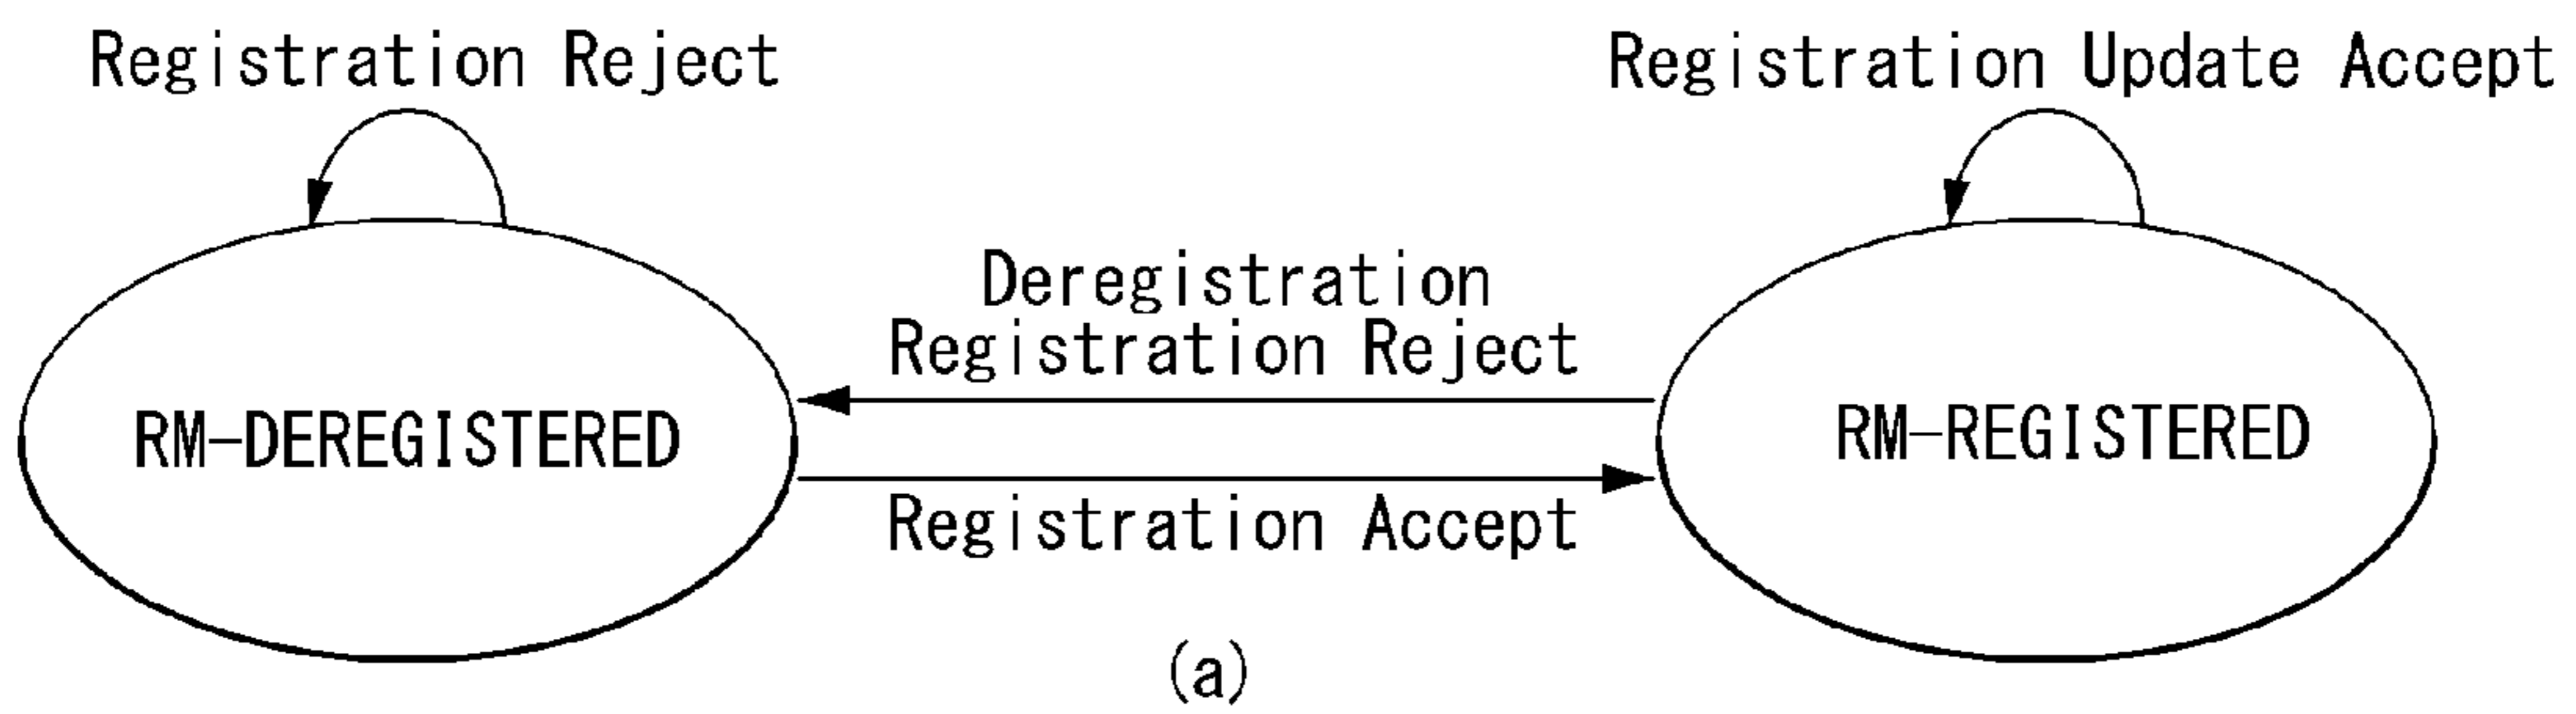 Registration Reject
Registration Update Accept
Deregistration
Registration Reject
RM-DEREGISTERED
RM-REGISTERED
Registration Accept
(a)